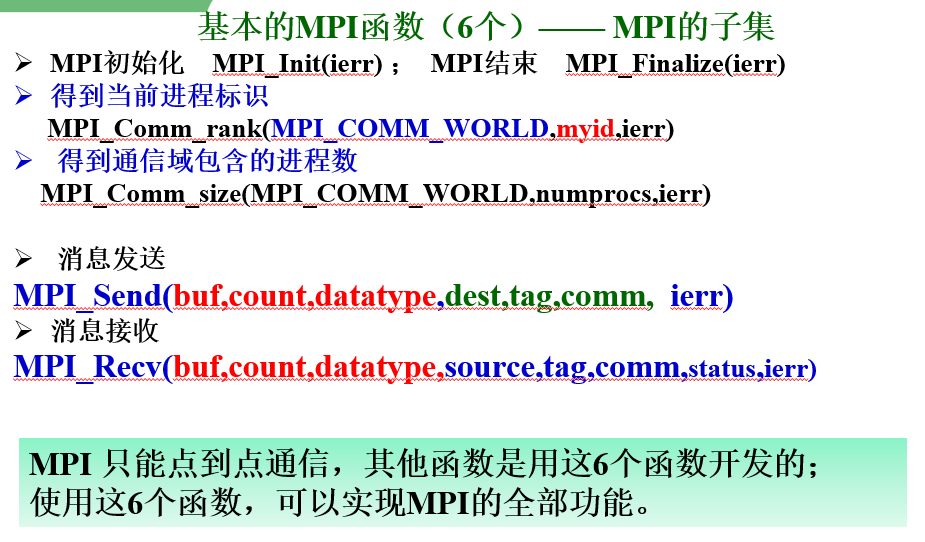 基本的MPI函数（6个）—— MPI的子集
➢ MPI初始化 MPI_Init(ierr)； MPI结束 MPI_Finalize(ierr)
➢ 得到当前进程标识
MPI_Comm_rank(MPI_COMM_WORLD,myid,ierr)
➢ 得到通信域包含的进程数
MPI_Comm_size(MPI_COMM_WORLD,numprocs,ierr)
➢ 消息发送
MPI_Send(buf,count,datatype,dest,tag,comm, ierr)
➢ 消息接收
MPI_Recv(buf,count,datatype,source,tag,comm,status,ierr)
MPI 只能点到点通信，其他函数是用这6个函数开发的；
使用这6个函数，可以实现MPI的全部功能。